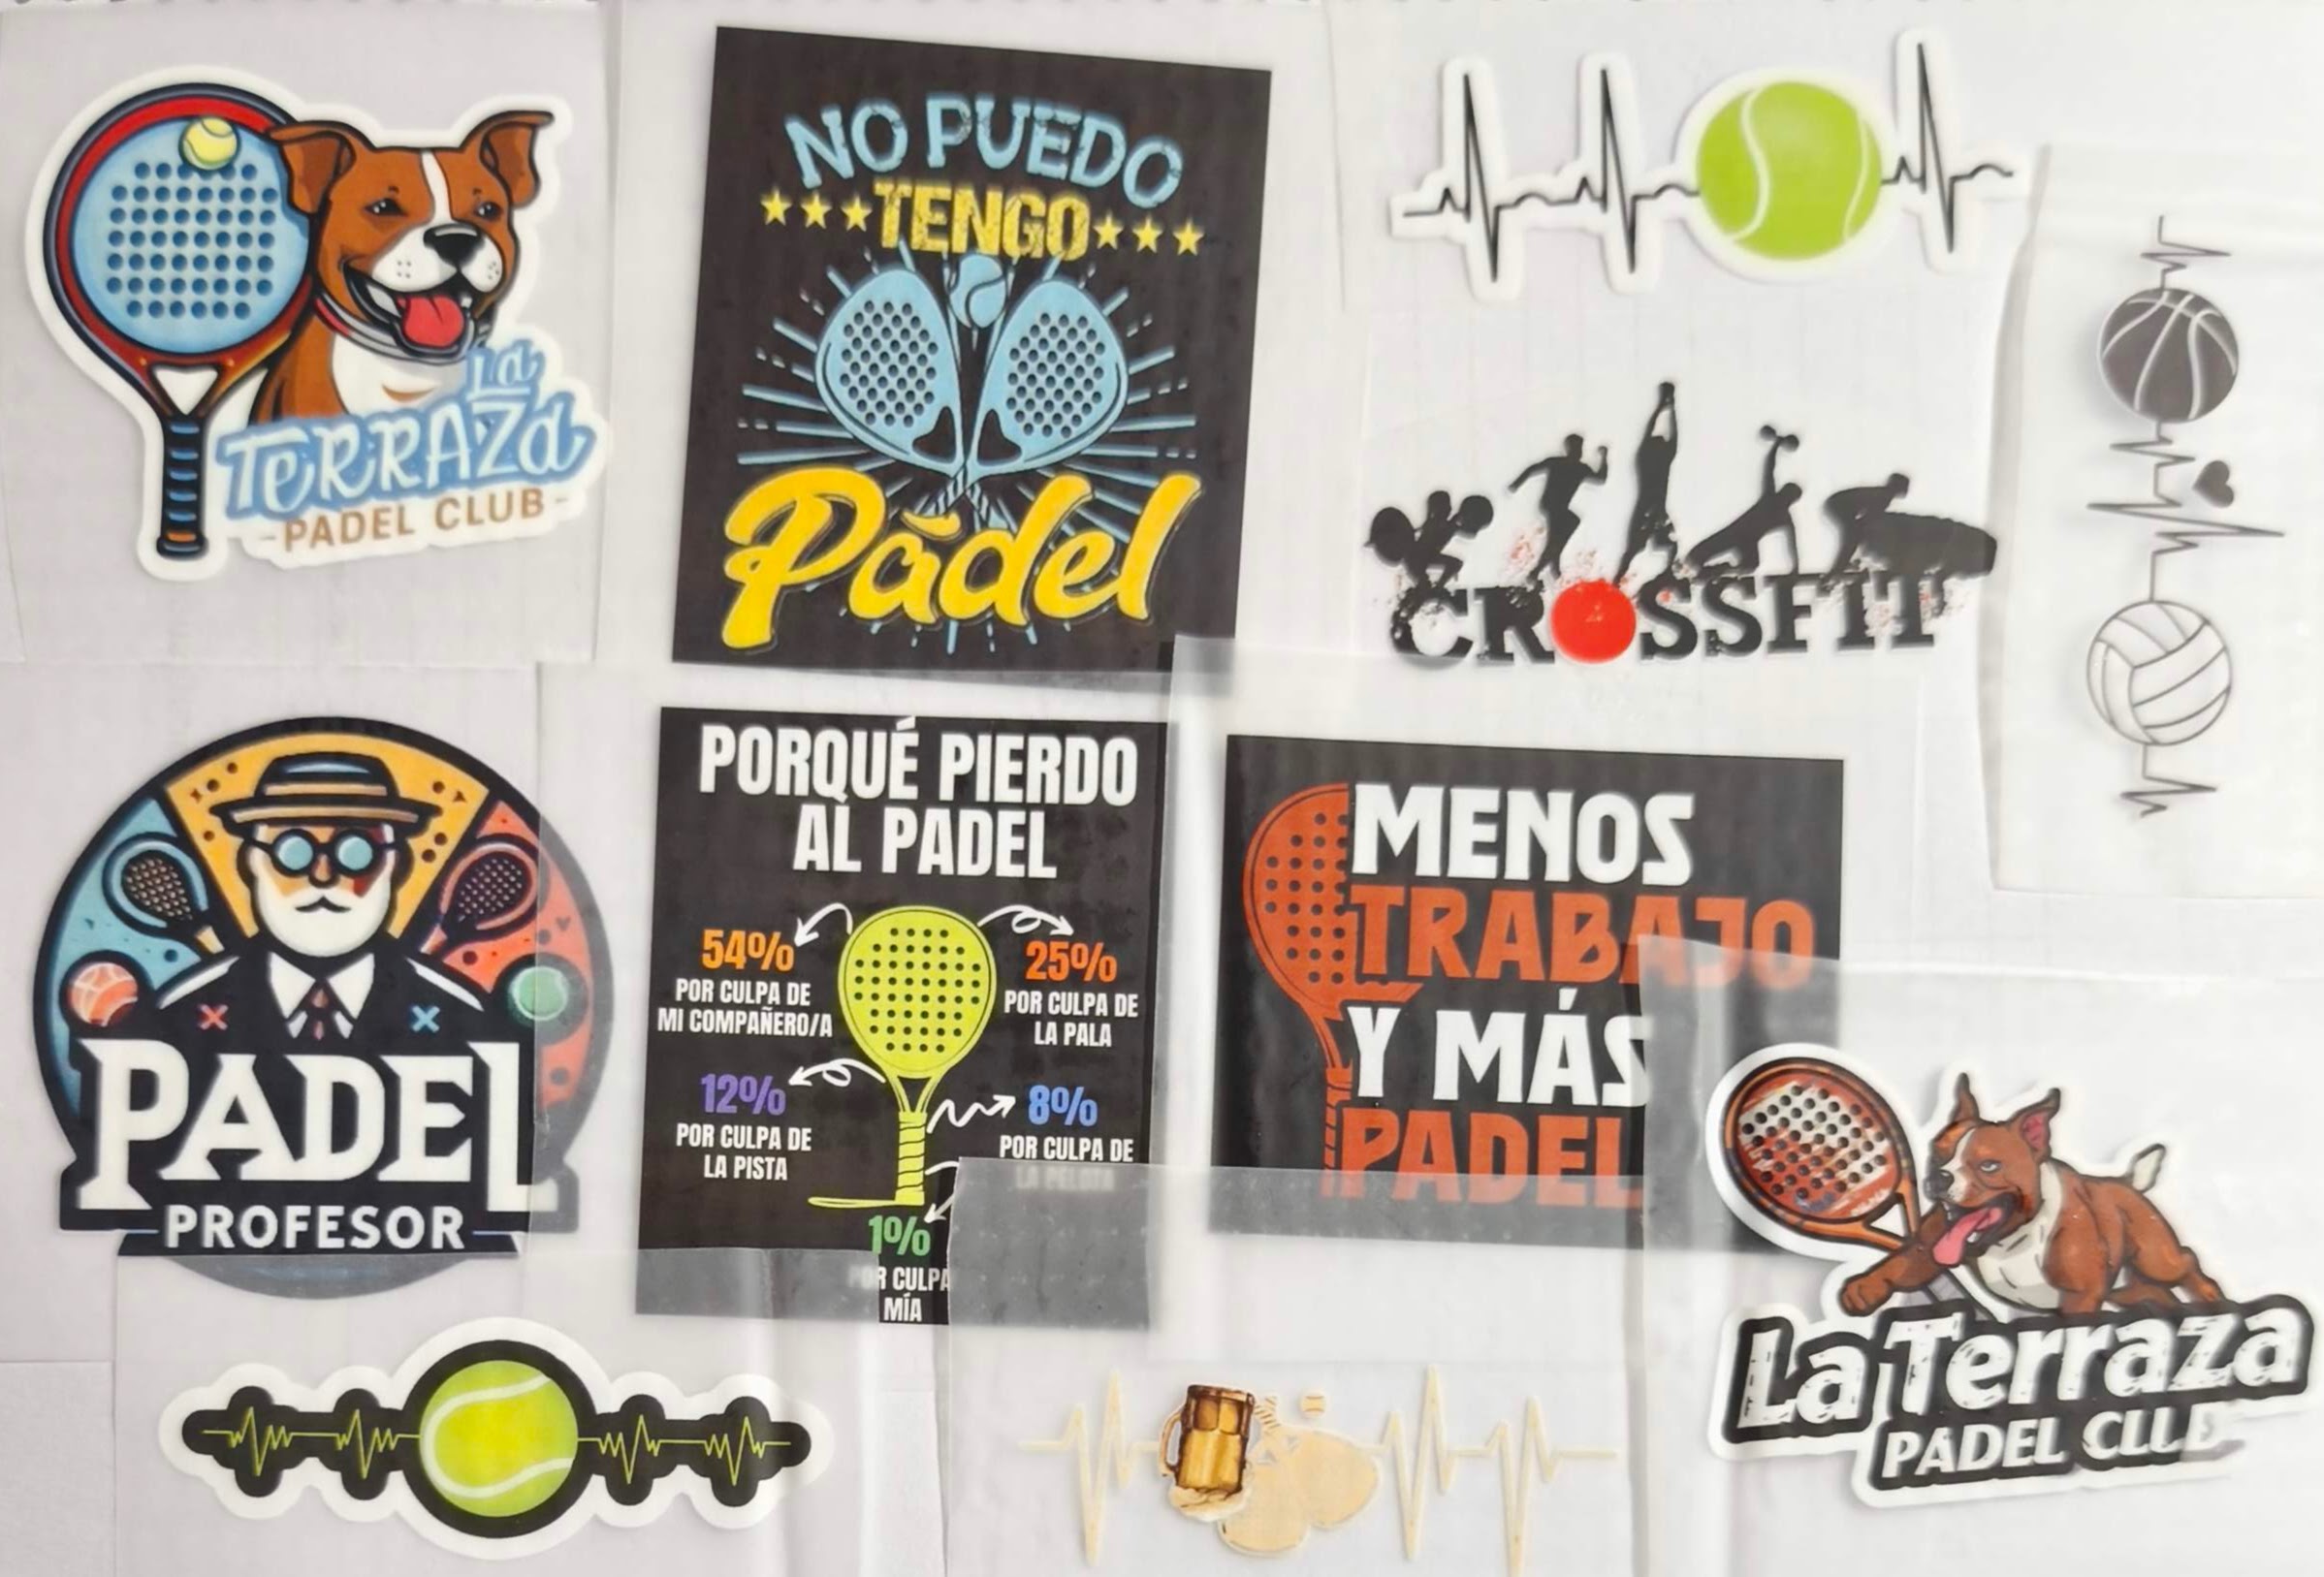 La
TeRRAZa
-PADEL CLUB-
NO PUEDO
TENGO
Pádel
CROSSFIT
PADEL
PROFESOR
PORQUÉ PIERDO
AL PADEL
54%
POR CULPA DE
MI COMPAÑERO/A
25%
POR CULPA DE
LA PALA
12%
POR CULPA DE
LA PISTA
8%
POR CULPA DE
LA PELOTA
1%
POR CULPA
MÍA
MENOS
TRABAJO
Y MÁS
PADEL
La Terraza
PADEL CLUB